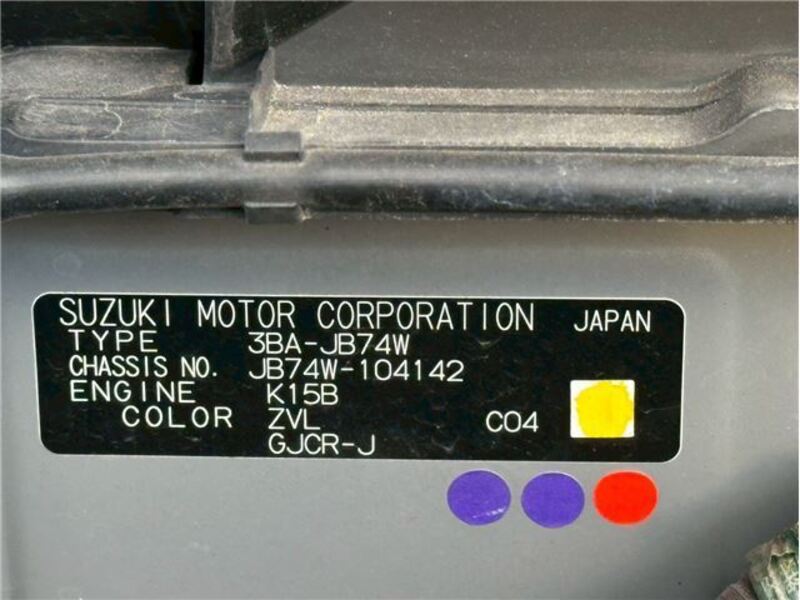 SUZUKI MOTOR CORPORATION JAPAN
TYPE 3BA-JB74W
CHASSIS NO. JB74W-104142
ENGINE K15B
COLOR ZVL C04
GJCR-J